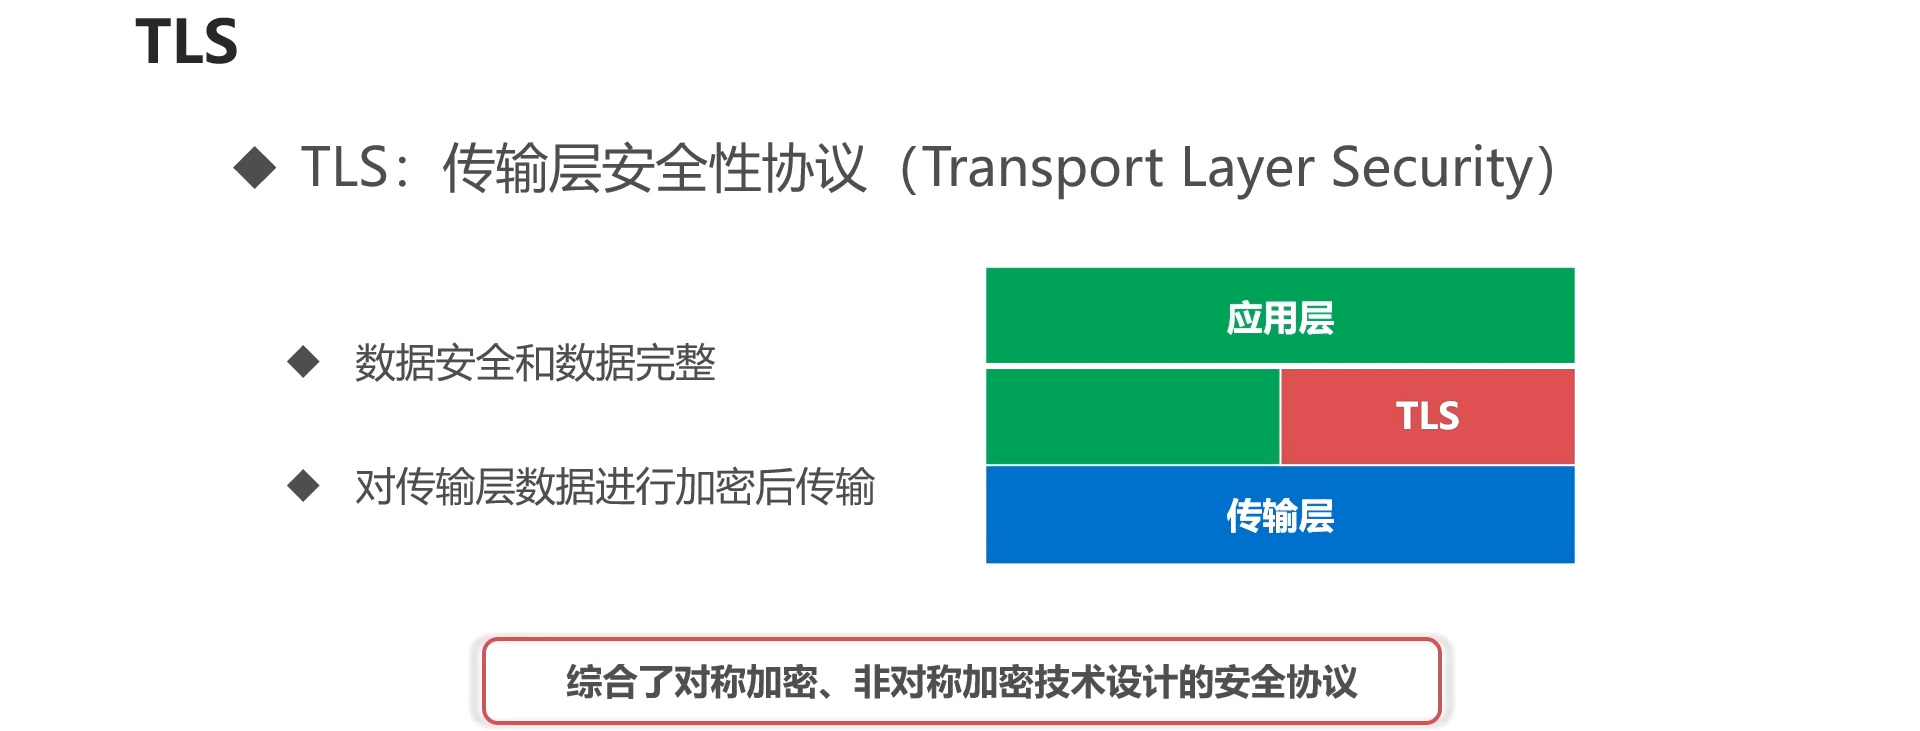 TLS
TLS：传输层安全性协议（Transport Layer Security）
数据安全和数据完整
对传输层数据进行加密后传输
应用层
TLS
传输层
综合了对称加密、非对称加密技术设计的安全协议